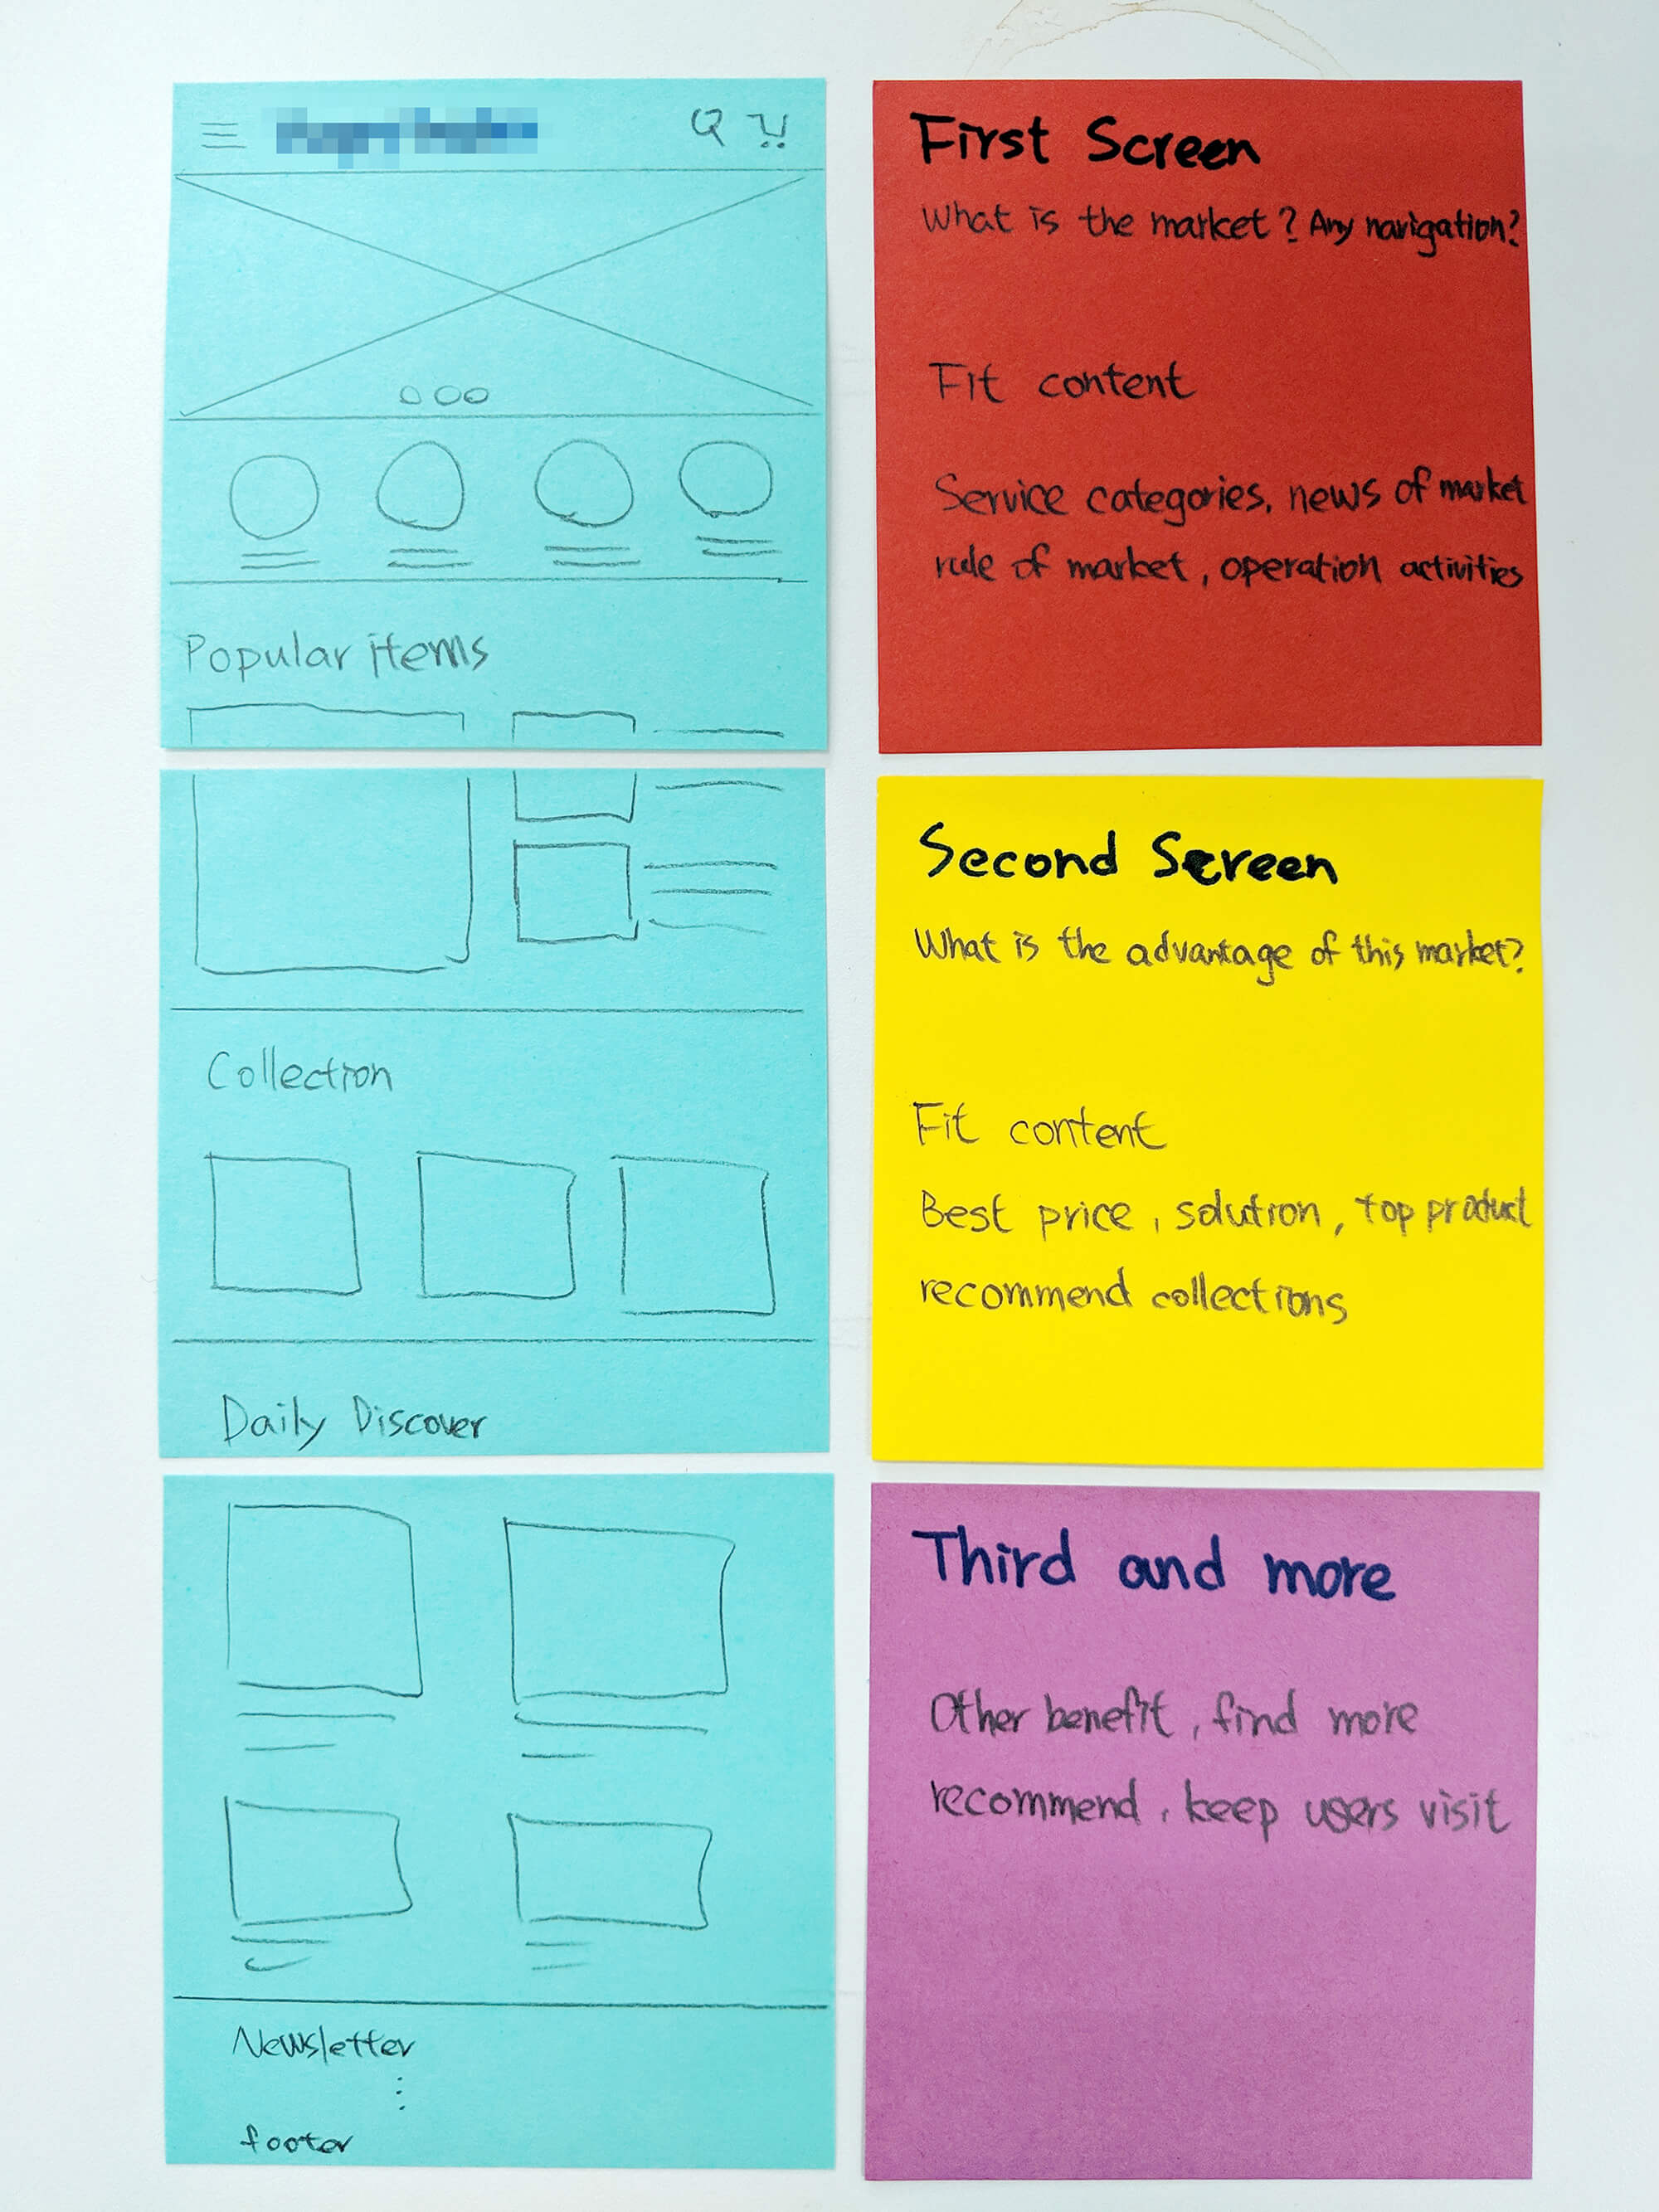 Popular items
Collection
Daily Discover
Newsletter
footer
First Screen
What is the market? Any navigation?
Fit content
Service categories, news of market
rule of market, operation activities
Second Screen
What is the advantage of this market?
Fit content
Best price, solution, top product
recommend collections
Third and more
Other benefit, find more
recommend, keep users visit